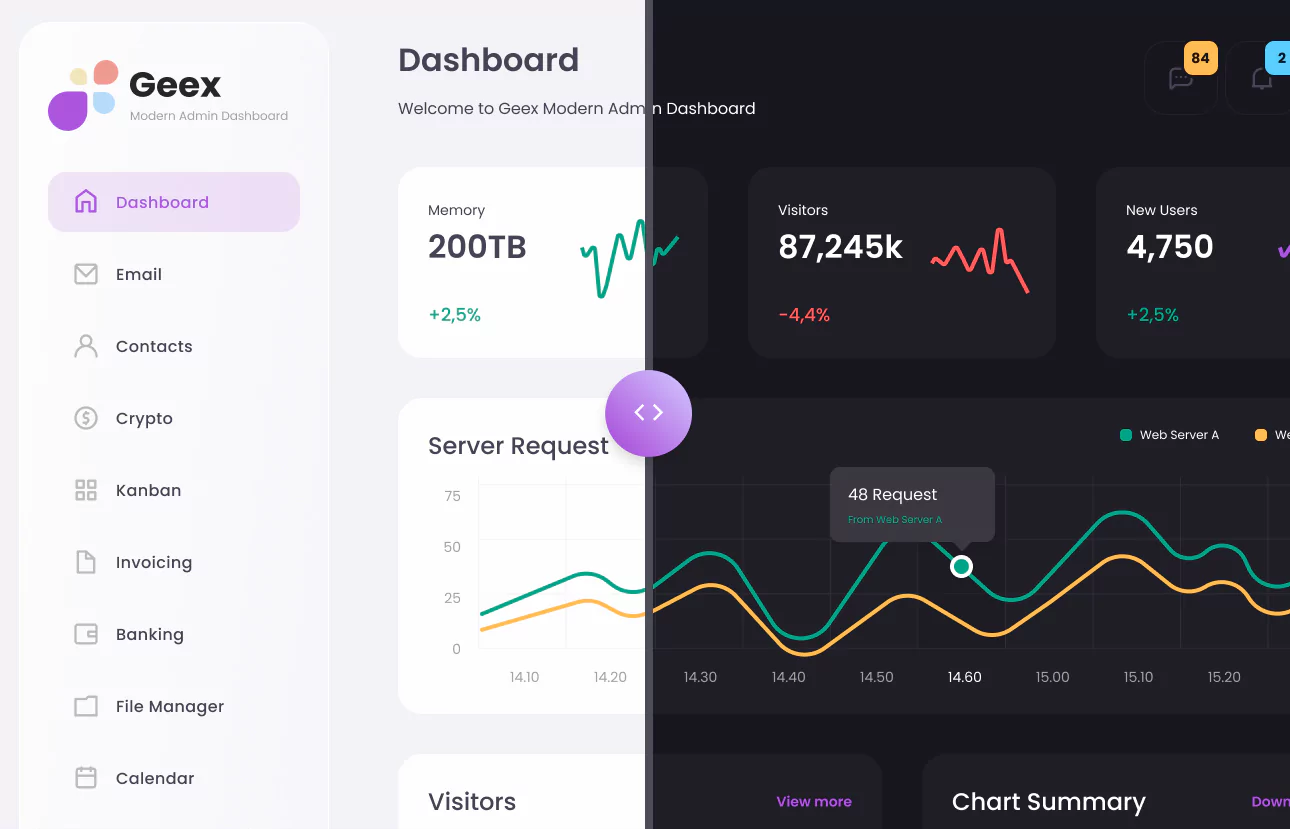 Geex
Modern Admin Dashboard
Dashboard
Email
Contacts
Crypto
Kanban
Invoicing
Banking
File Manager
Calendar
Dashboard
Welcome to Geex Modern Admin Dashboard
84
2
Memory
200TB
+2,5%
Visitors
87,245k
-4,4%
New Users
4,750
+2,5%
Server Request
Web Server A
We
48 Request
From Web Server A
75
50
25
0
14.10 14.20 14.30 14.40 14.50 14.60 15.00 15.10 15.20
Visitors
View more
Chart Summary
Down